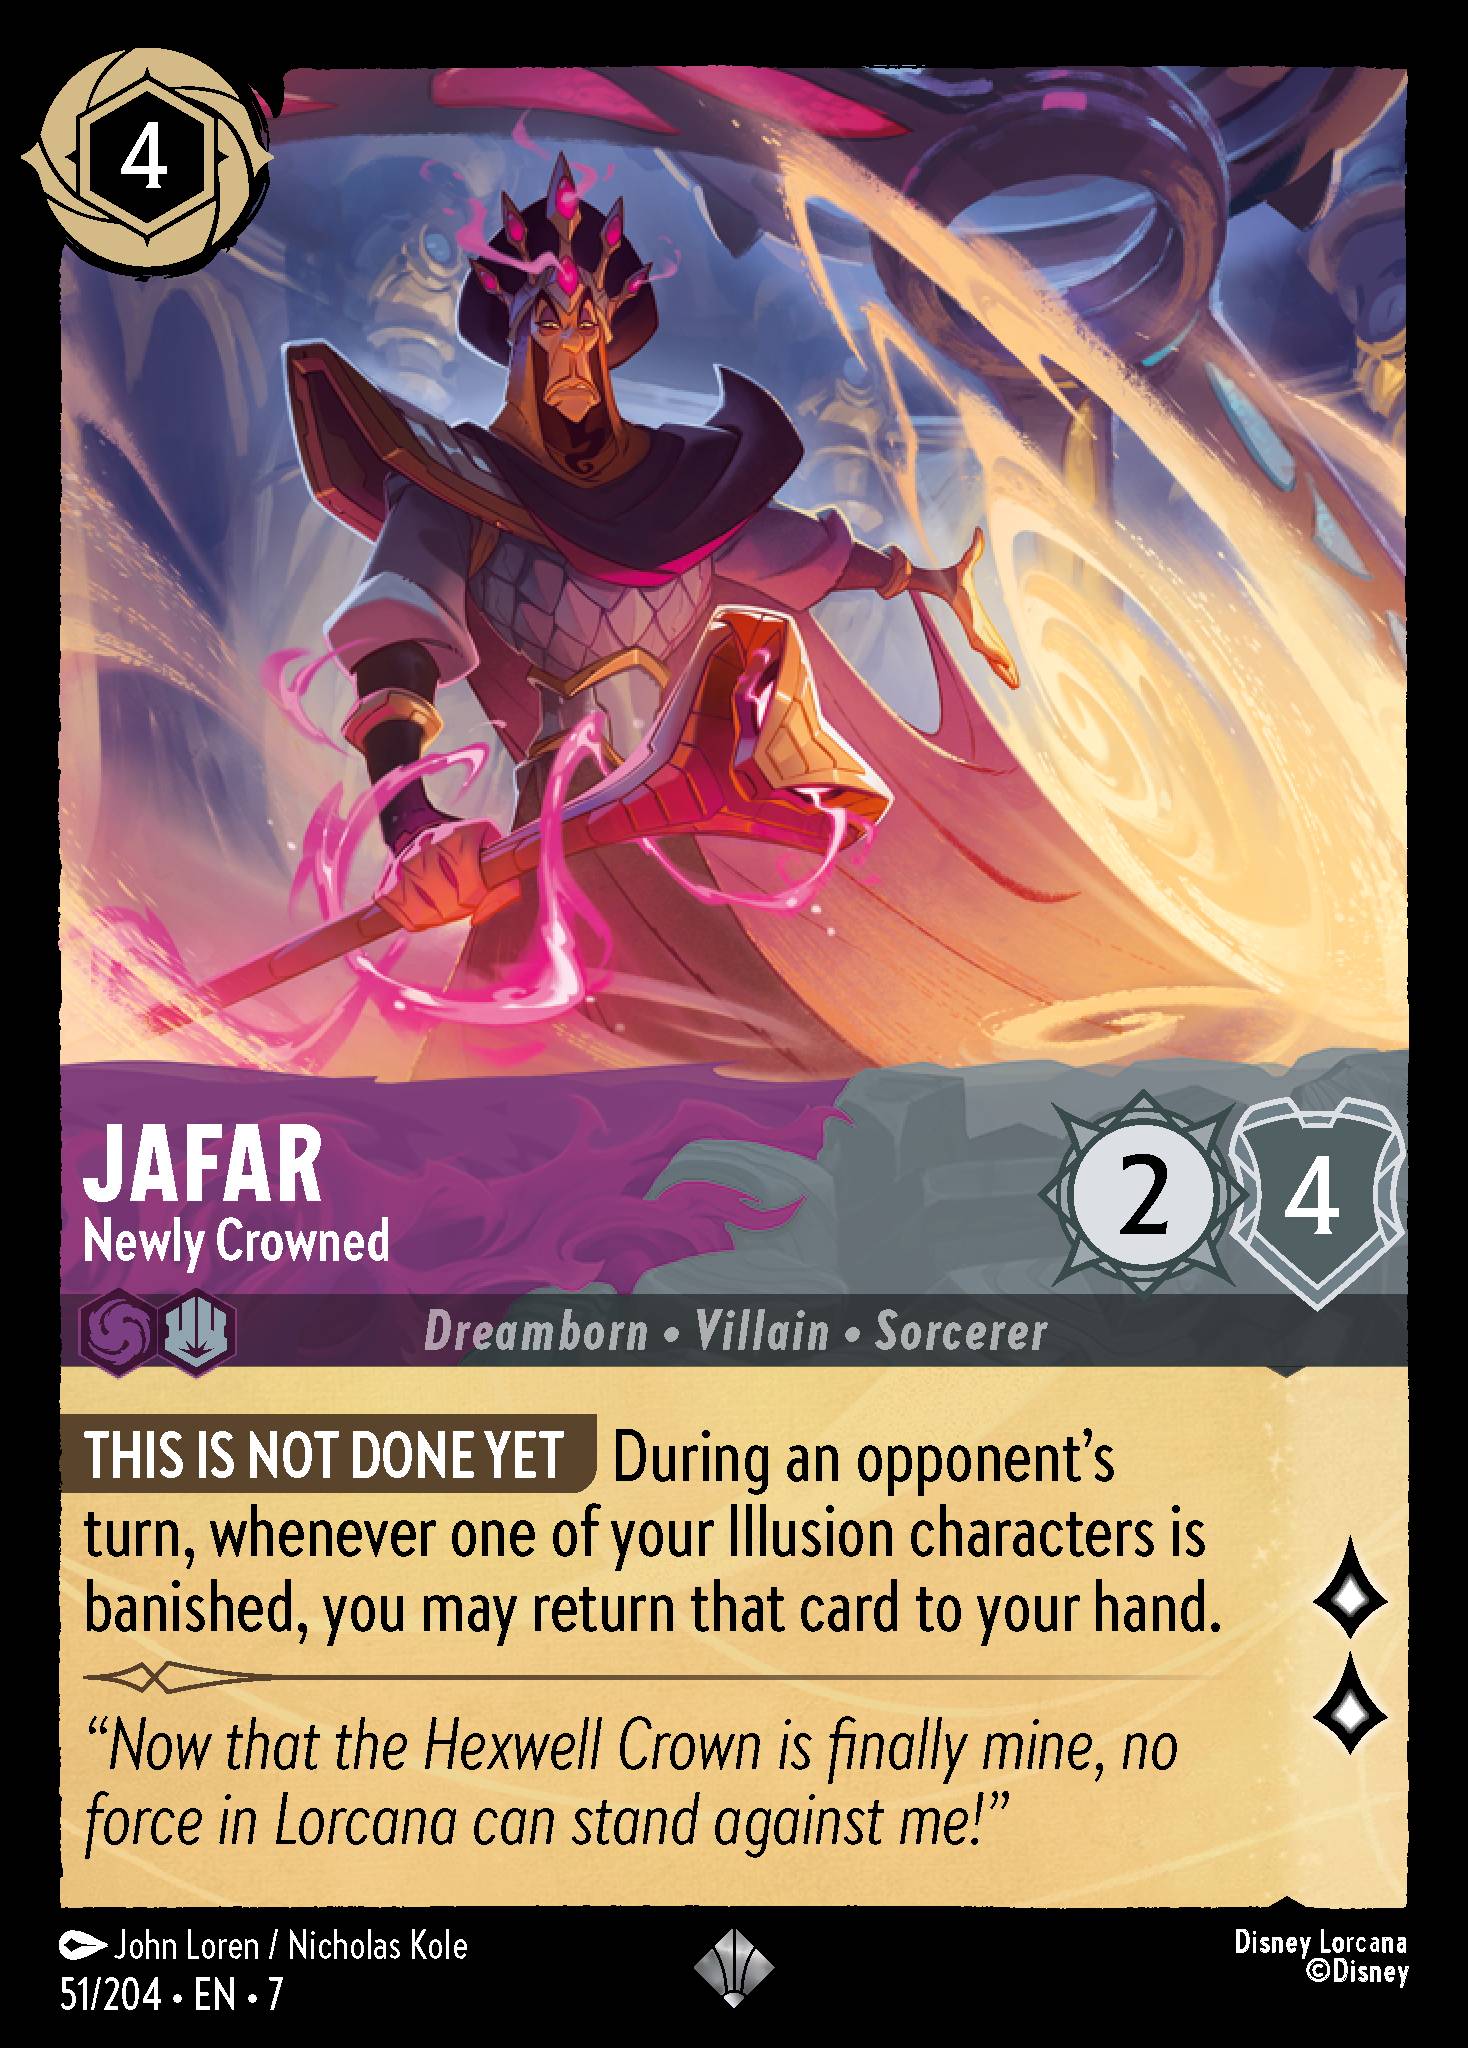 4
JAFAR
Newly Crowned
2
4
Dreamborn • Villain • Sorcerer
THIS IS NOT DONE YET During an opponent’s
turn, whenever one of your Illusion characters is
banished, you may return that card to your hand.
“Now that the Hexwell Crown is finally mine, no
force in Lorcana can stand against me!”
John Loren / Nicholas Kole
51/204 • EN • 7
Disney Lorcana
©Disney